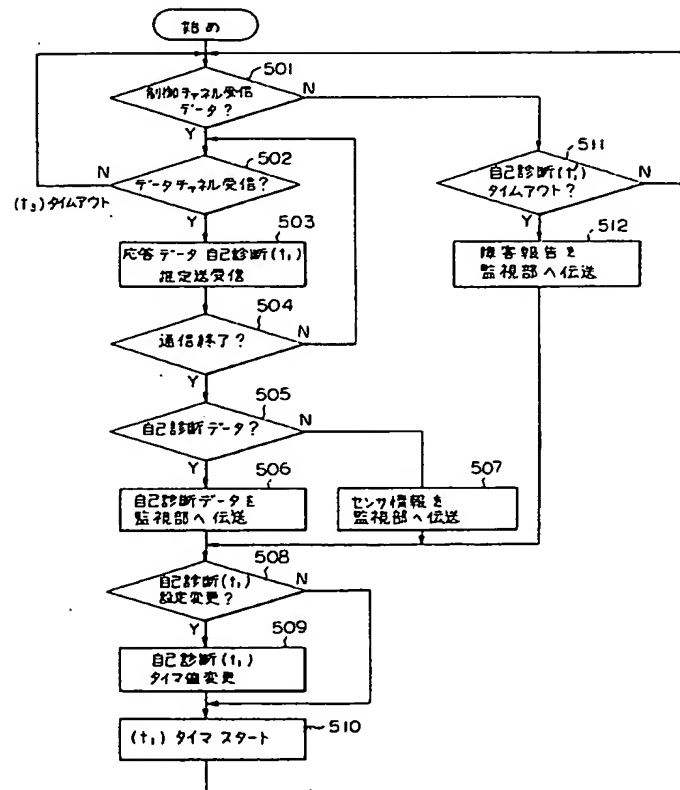 始め
501
制御チャネル受信
データ?
N
Y
502
データチャネル受信?
N
(t₃)タイムアウト
Y
511
自己診断(t₁)
タイムアウト?
N
Y
503
応答データ 自己診断(t₁)
設定送受信
512
障害報告を
監視部へ伝送
504
通信終了?
N
Y
505
自己診断データ?
N
Y
506
自己診断データを
監視部へ伝送
507
センサ情報を
監視部へ伝送
508
自己診断(t₁)
設定変更?
N
Y
509
自己診断(t₁)
タイマ値変更
510
(t₁)タイマ スタート